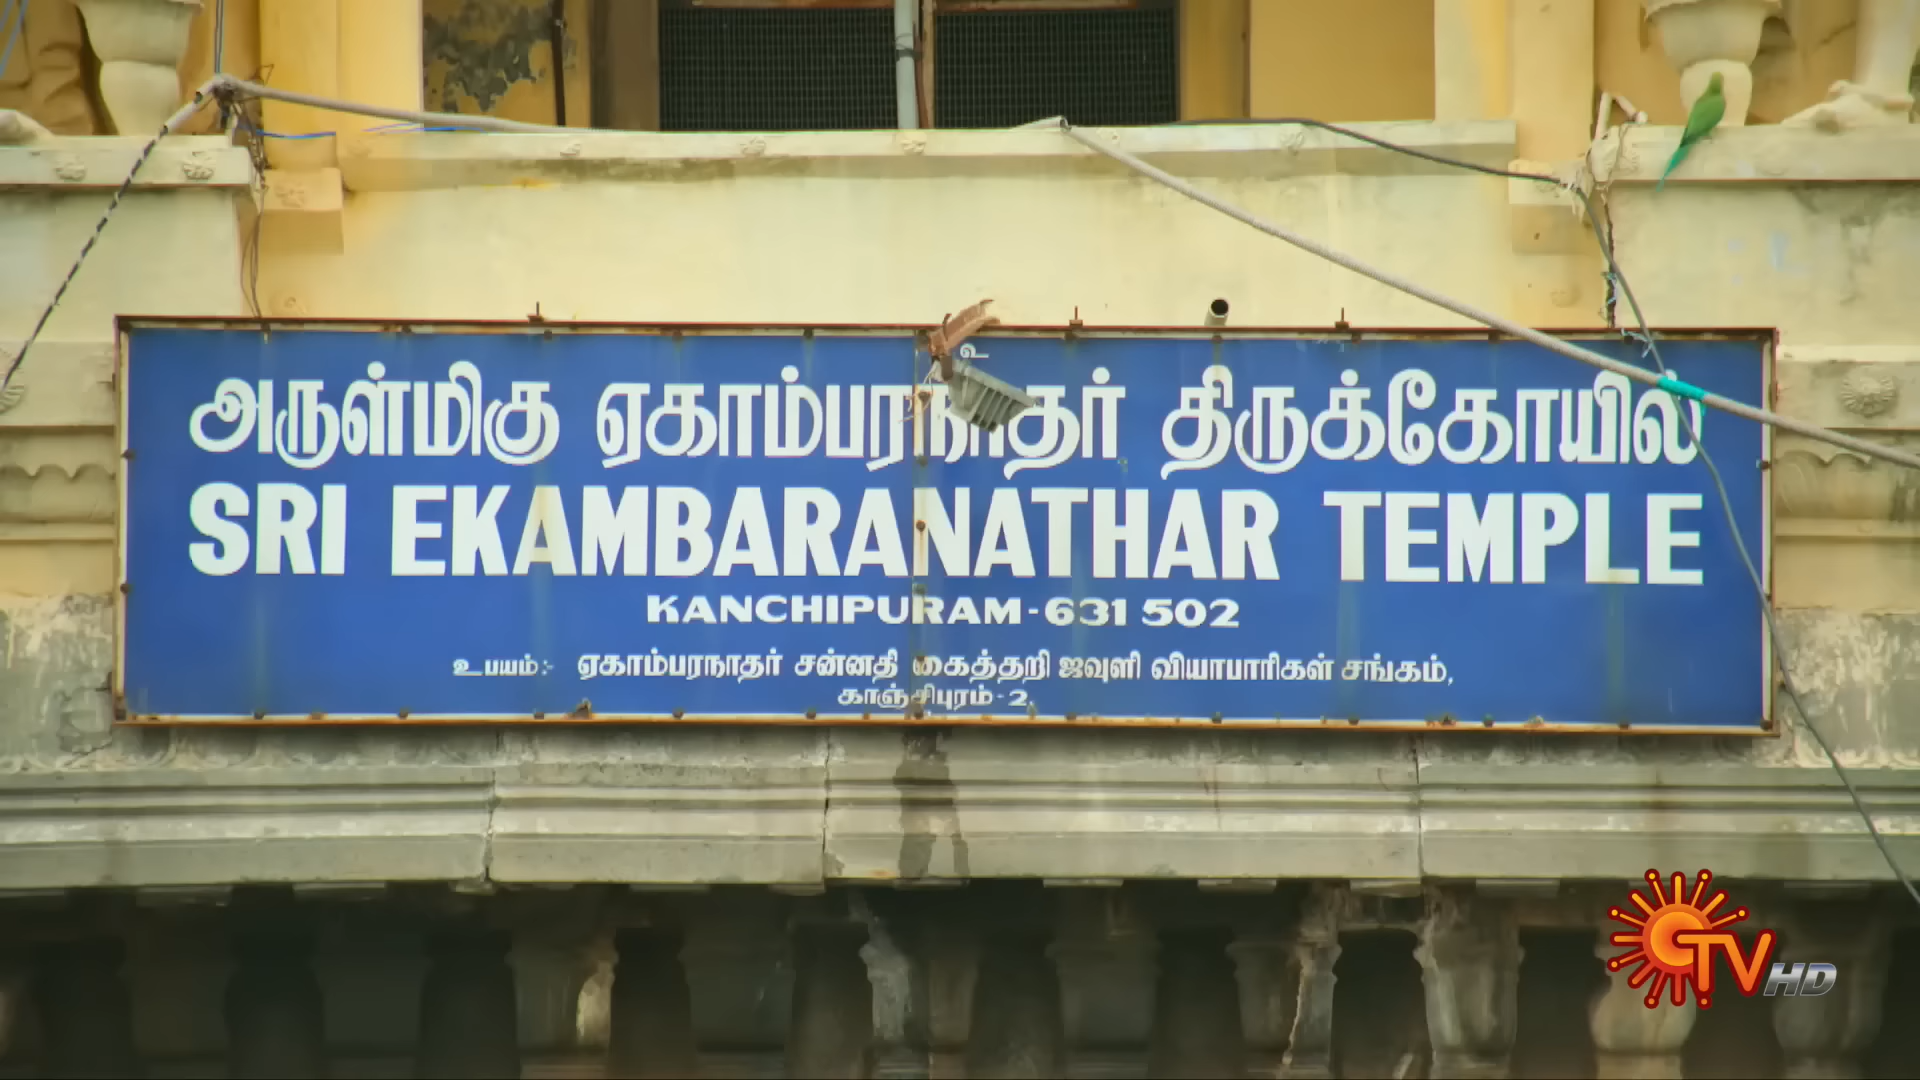 உ
அருள்மிகு ஏகாம்பரநாதர் திருக்கோயில்
SRI EKAMBARANATHAR TEMPLE
KANCHIPURAM-631 502
உபயம்:- ஏகாம்பரநாதர் சன்னதி கைத்தறி ஜவுளி வியாபாரிகள் சங்கம்,
காஞ்சிபுரம்-2.
TV HD